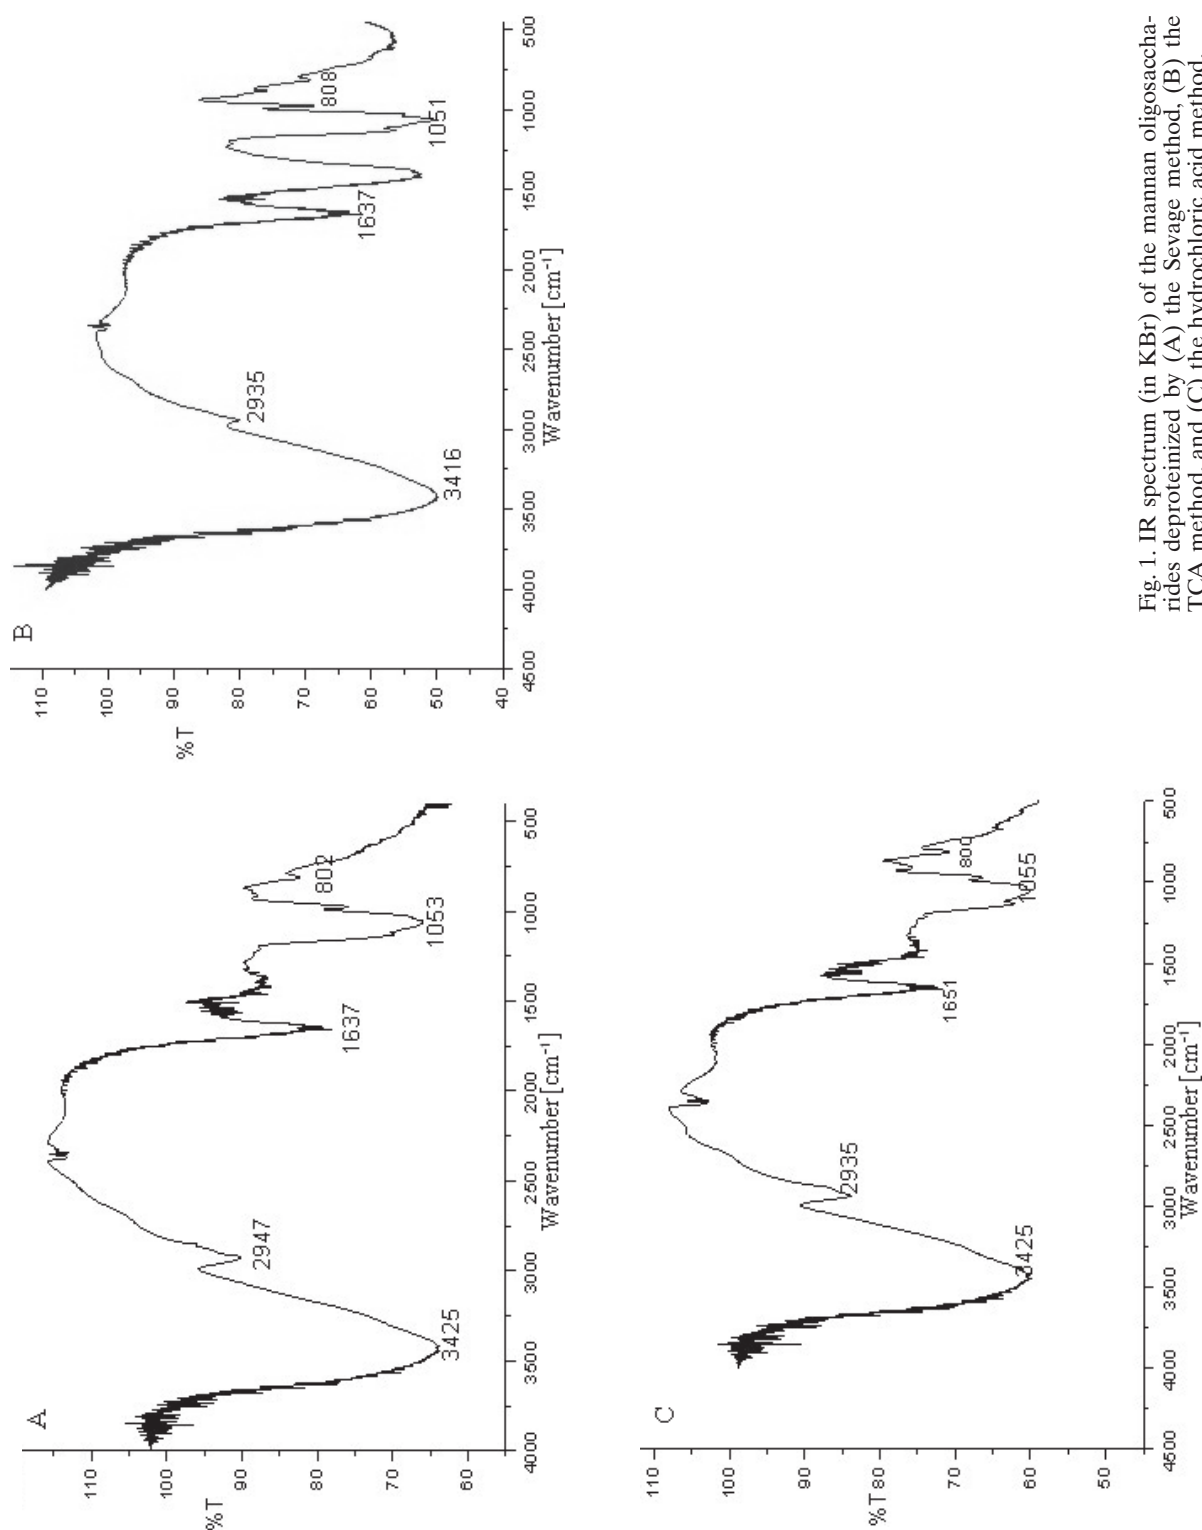 A
%T
110
100
90
80
70
60
50
3425
2947
1637
1053
802
4000 3500 3000 2500 2000 1500 1000 500
Wavenumber [cm⁻¹]
B
%T
110
100
90
80
70
60
50
40
3416
2935
1637
1051
808
4500 4000 3500 3000 2500 2000 1500 1000 500
Wavenumber [cm⁻¹]
C
%T
110
100
90
80
70
60
50
3425
2935
1651
1055
4500 4000 3500 3000 2500 2000 1500 1000 500
Wavenumber [cm⁻¹]
Fig. 1. IR spectrum (in KBr) of the mannan oligosaccha-
rides deproteinized by (A) the Sevage method, (B) the
TCA method, and (C) the hydrochloric acid method.